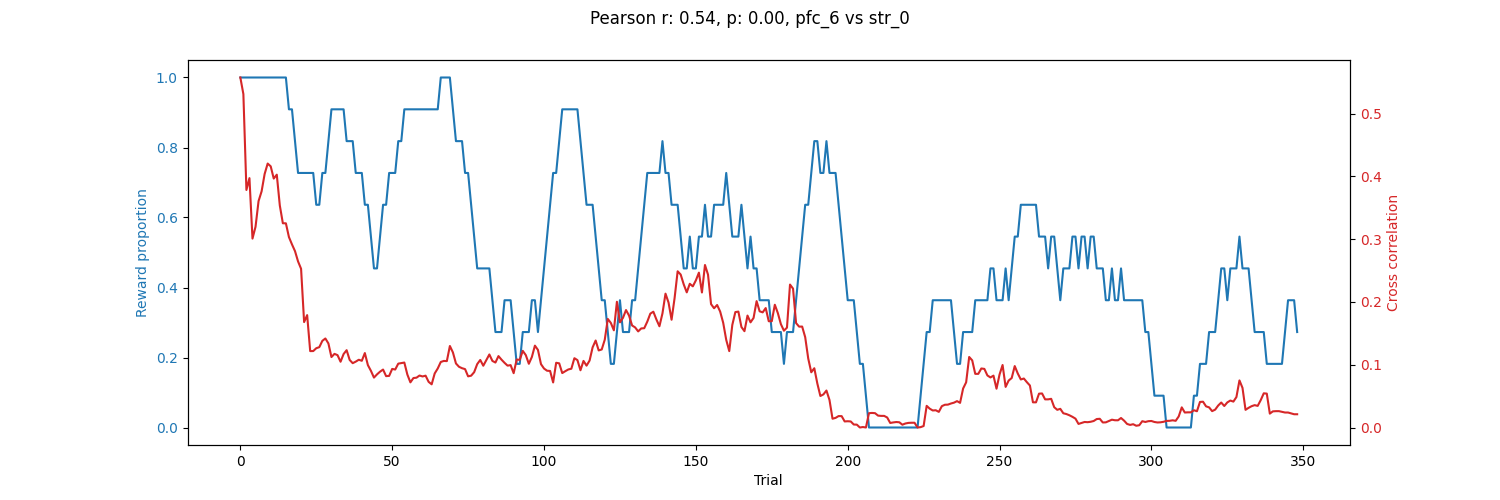 Pearson r: 0.54, p: 0.00, pfc_6 vs str_0
1.0
0.8
0.6
0.4
0.2
0.0
Reward proportion
0.5
0.4
0.3
0.2
0.1
0.0
Cross correlation
0 50 100 150 200 250 300 350
Trial